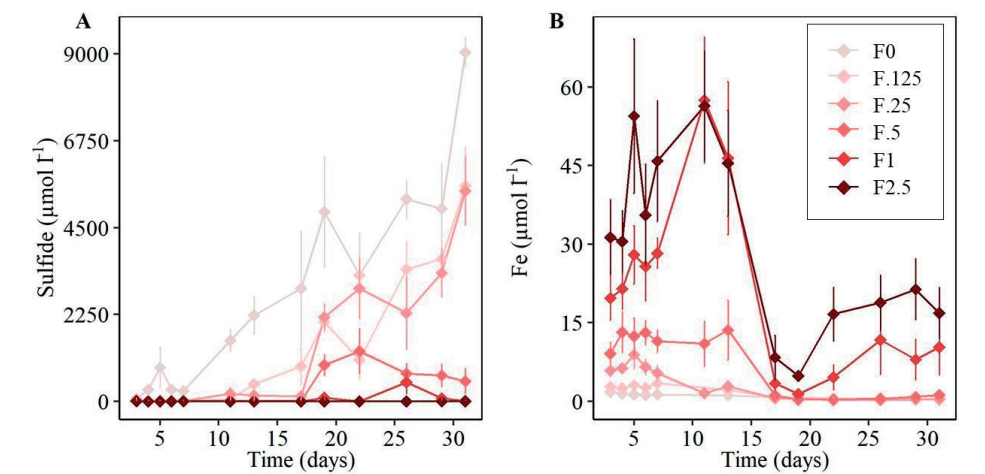 A
Sulfide (µmol l⁻¹)
9000
6750
4500
2250
0
5 10 15 20 25 30
Time (days)
B
Fe (µmol l⁻¹)
60
45
30
15
0
5 10 15 20 25 30
Time (days)
F0
F.125
F.25
F.5
F1
F2.5